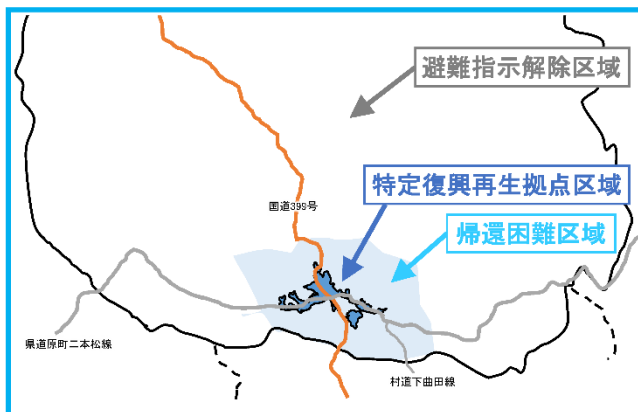 避難指示解除区域
特定復興再生拠点区域
国道399号
帰還困難区域
県道原町二本松線
村道下曲田線